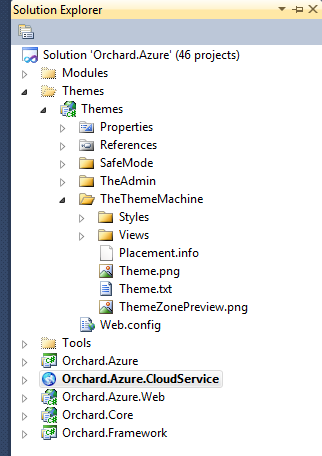 Solution Explorer
Solution 'Orchard.Azure' (46 projects)
Modules
Themes
Themes
Properties
References
SafeMode
TheAdmin
TheThemeMachine
Styles
Views
Placement.info
Theme.png
Theme.txt
ThemeZonePreview.png
Web.config
Tools
Orchard.Azure
Orchard.Azure.CloudService
Orchard.Azure.Web
Orchard.Core
Orchard.Framework